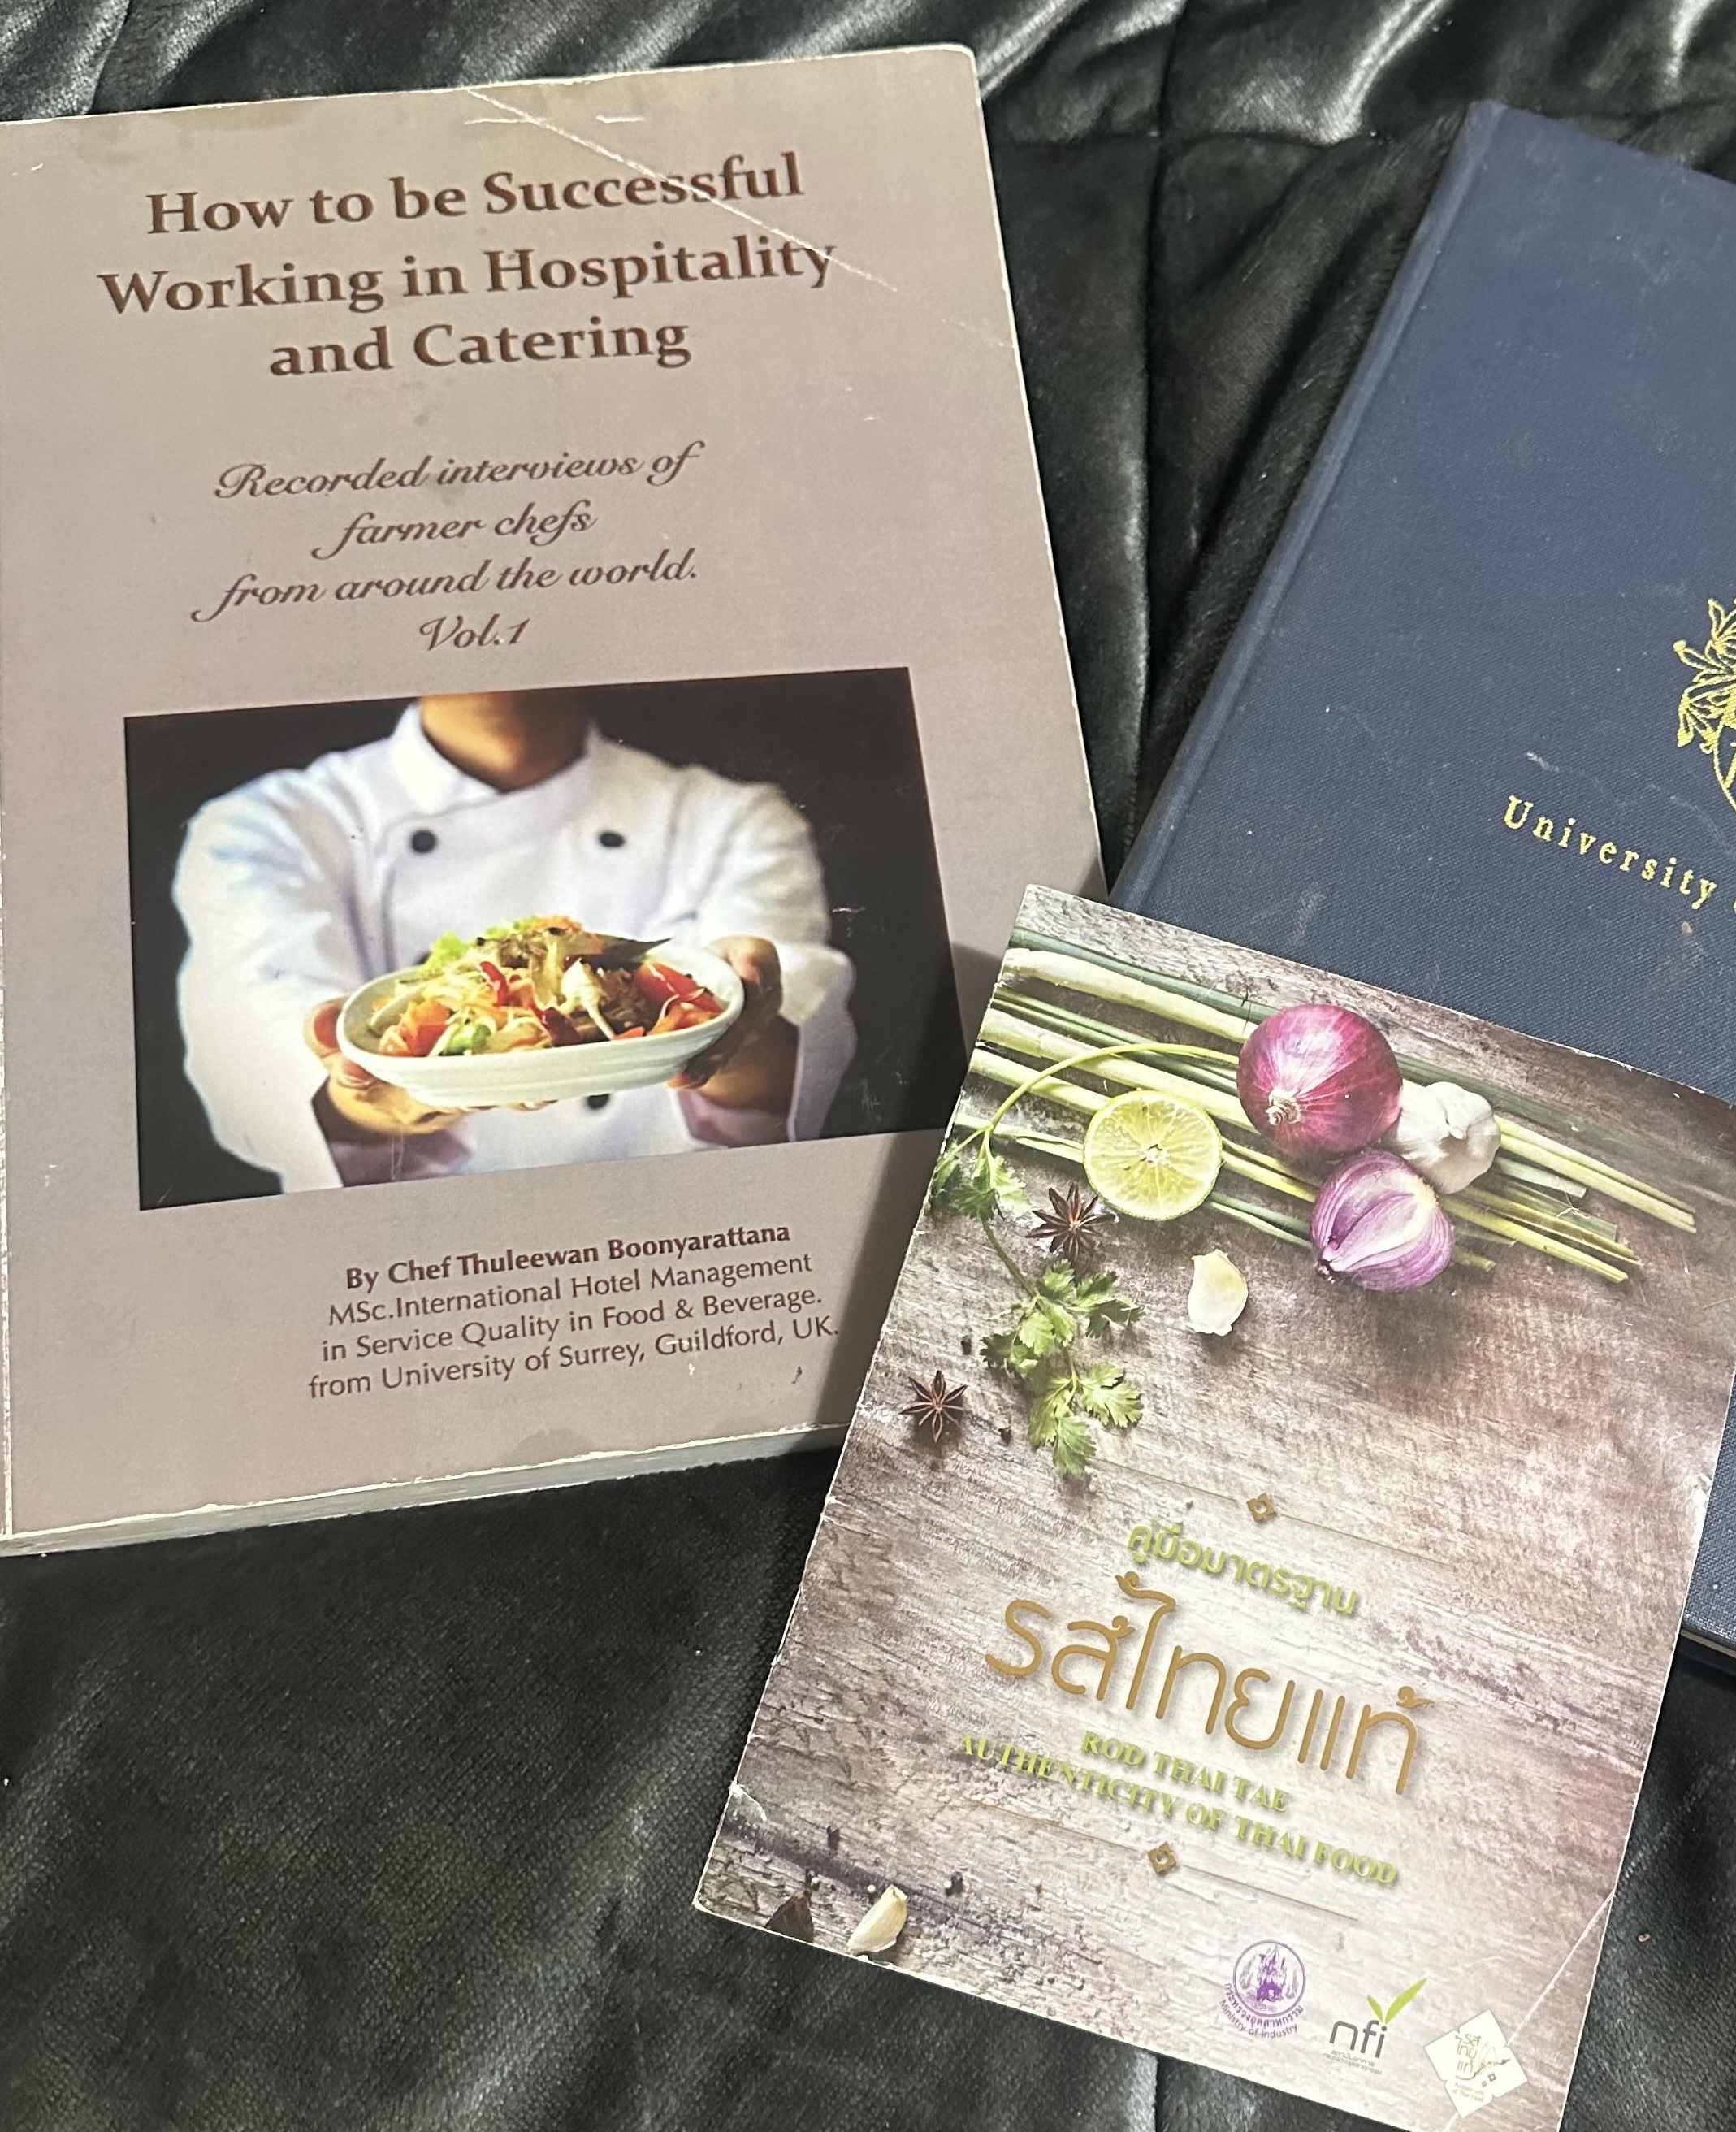 How to be Successful
Working in Hospitality
and Catering
Recorded interviews of
farmer chefs
from around the world.
Vol.1
By Chef Thuleewan Boonyarattana
MSc.International Hotel Management
in Service Quality in Food & Beverage.
from University of Surrey, Guildford, UK.
University
คู่มือมาตรฐาน
รสไทยแท้
ROD THAI TAE
AUTHENTICITY OF THAI FOOD
กระทรวงอุตสาหกรรม
Ministry of Industry
nfi
รส
ไทย
แท้